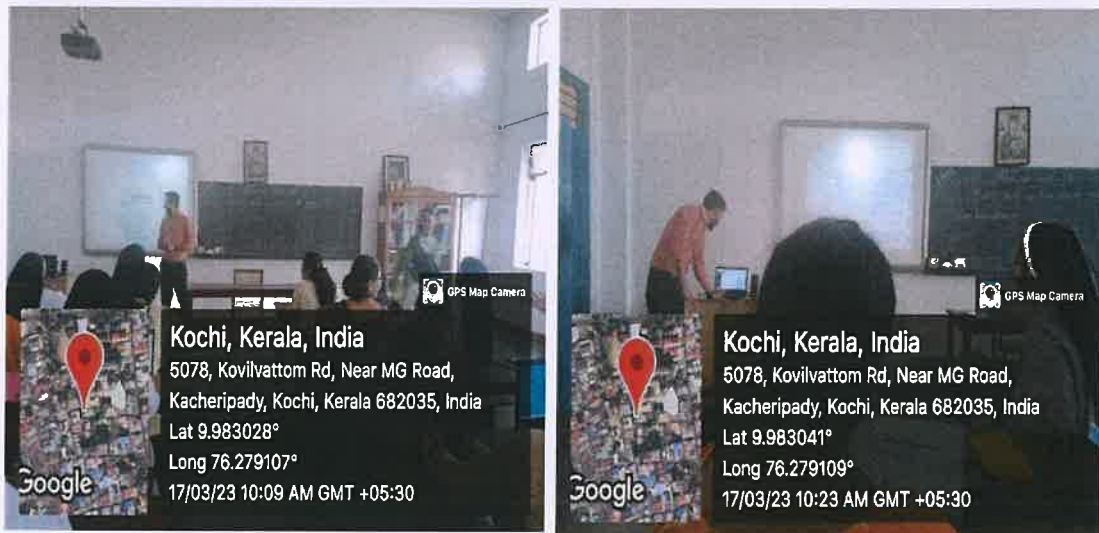 GPS Map Camera
Kochi, Kerala, India
5078, Kovilvattom Rd, Near MG Road,
Kacheripady, Kochi, Kerala 682035, India
Lat 9.983028°
Long 76.279107°
17/03/23 10:09 AM GMT +05:30
Google
GPS Map Camera
Kochi, Kerala, India
5078, Kovilvattom Rd, Near MG Road,
Kacheripady, Kochi, Kerala 682035, India
Lat 9.983041°
Long 76.279109°
17/03/23 10:23 AM GMT +05:30
Google